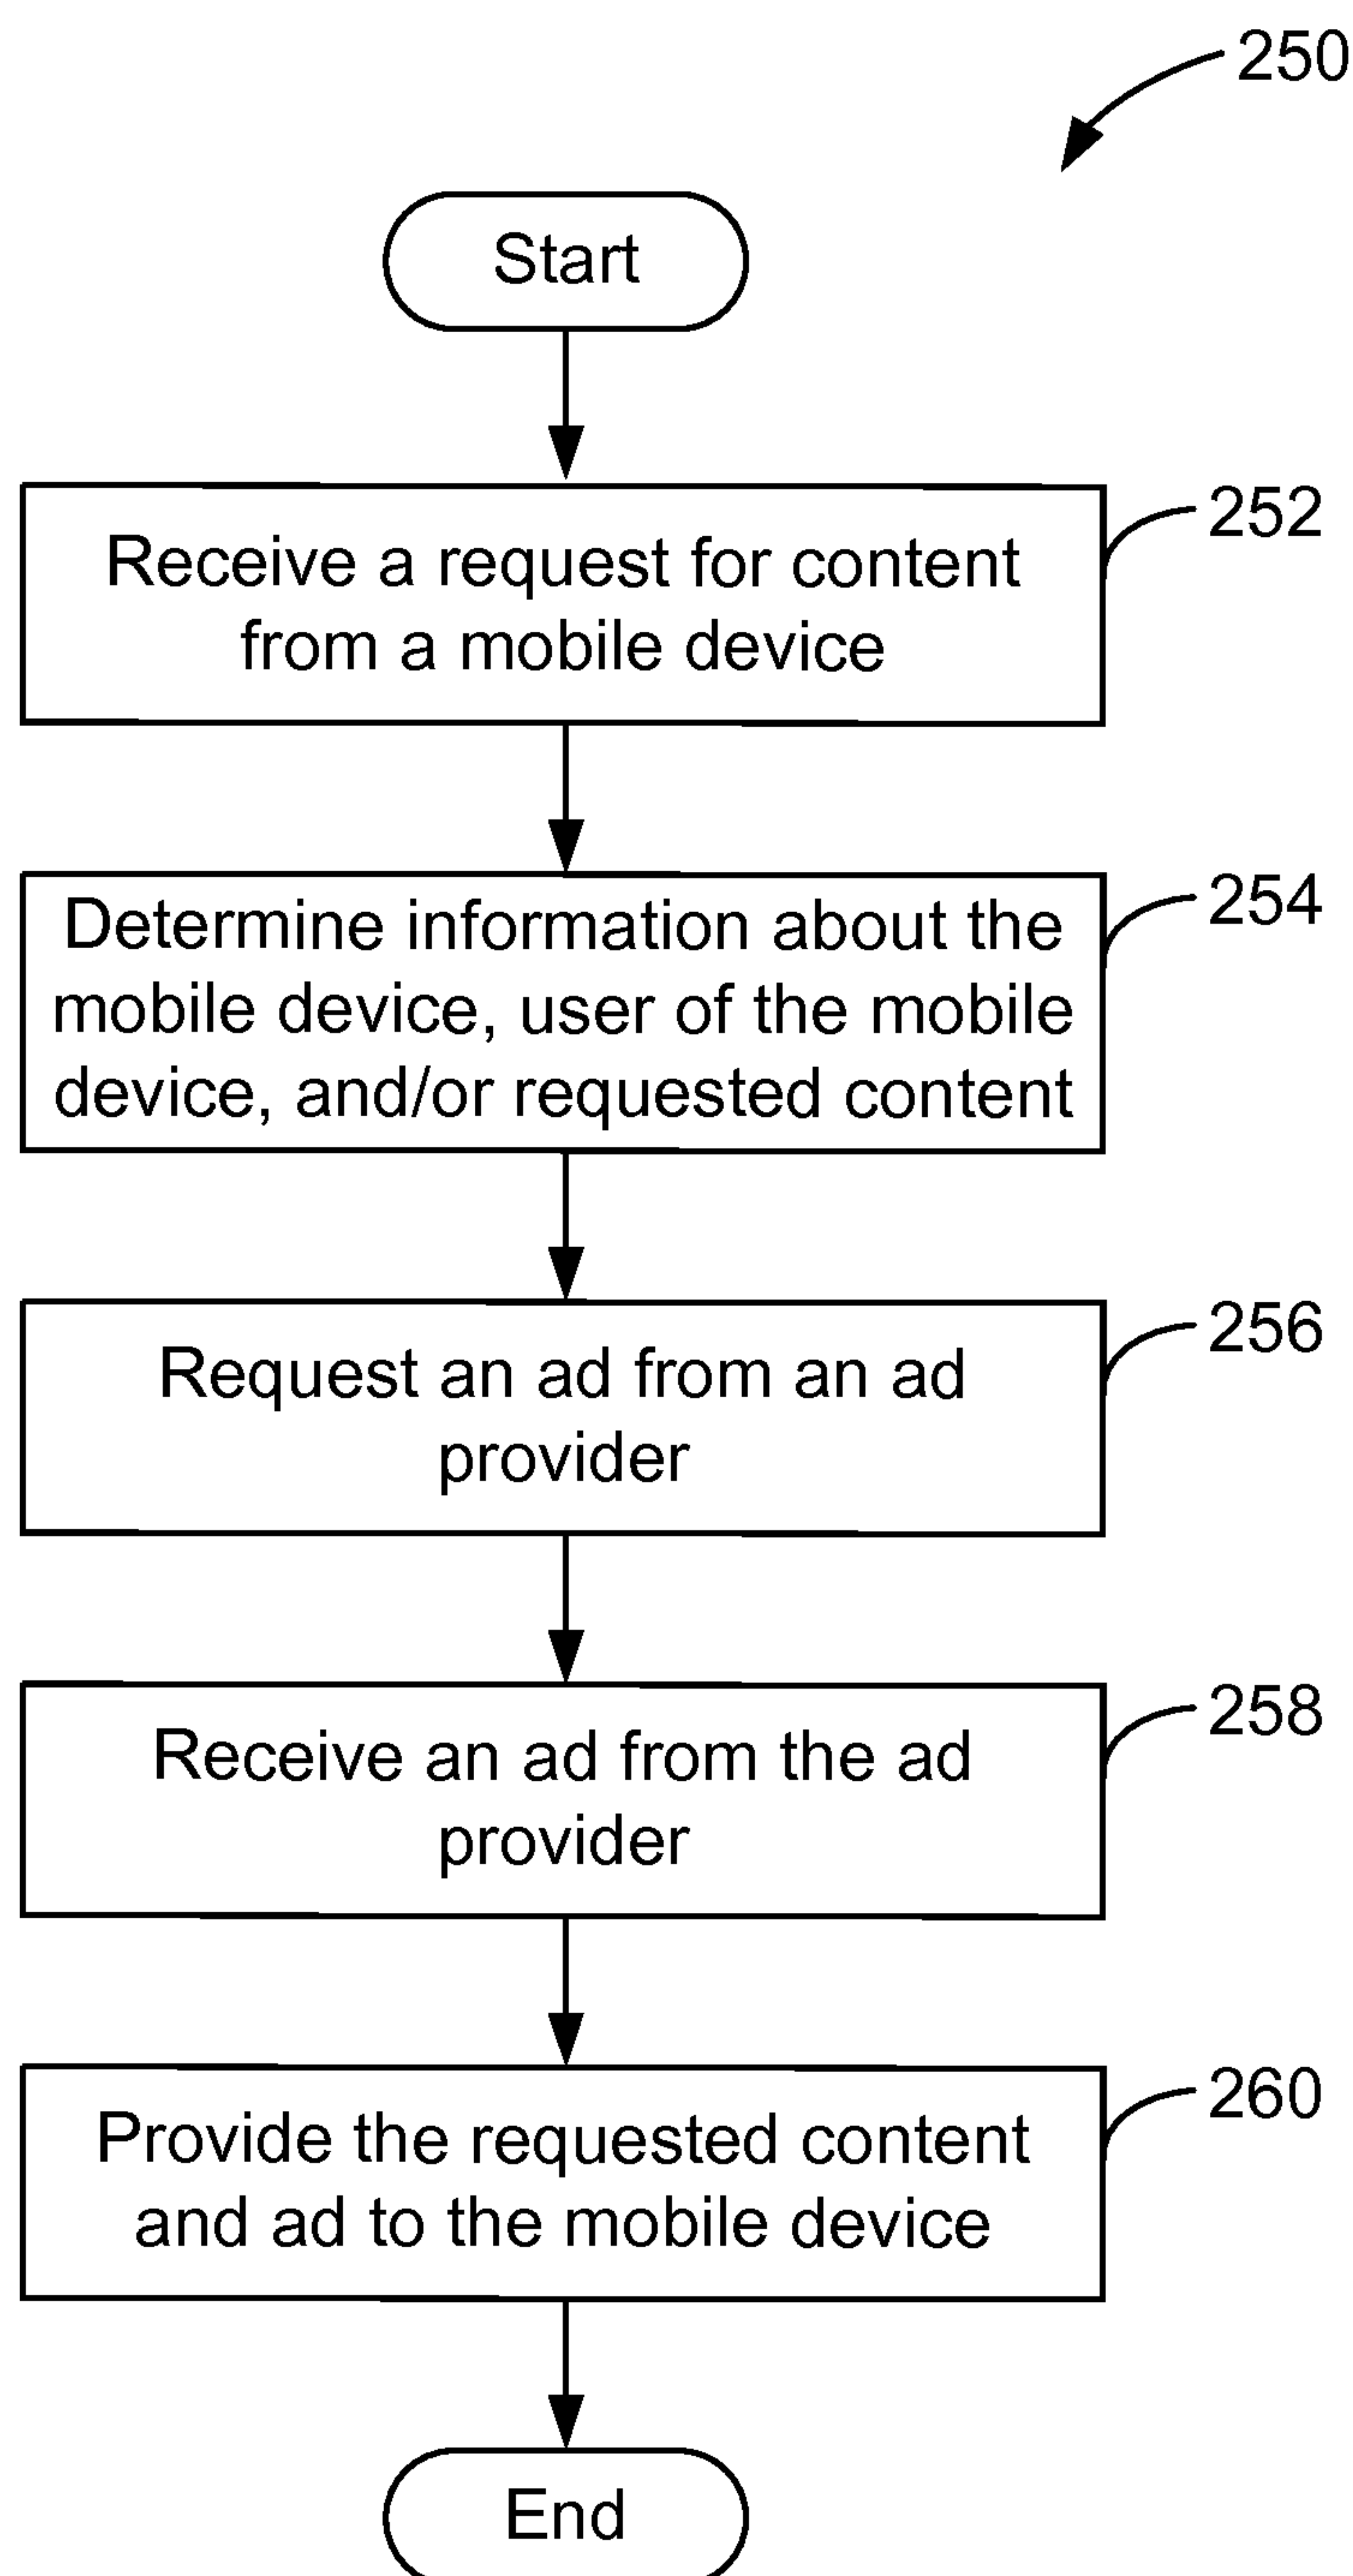 250
Start
252
Receive a request for content
from a mobile device
254
Determine information about the
mobile device, user of the mobile
device, and/or requested content
256
Request an ad from an ad
provider
258
Receive an ad from the ad
provider
260
Provide the requested content
and ad to the mobile device
End